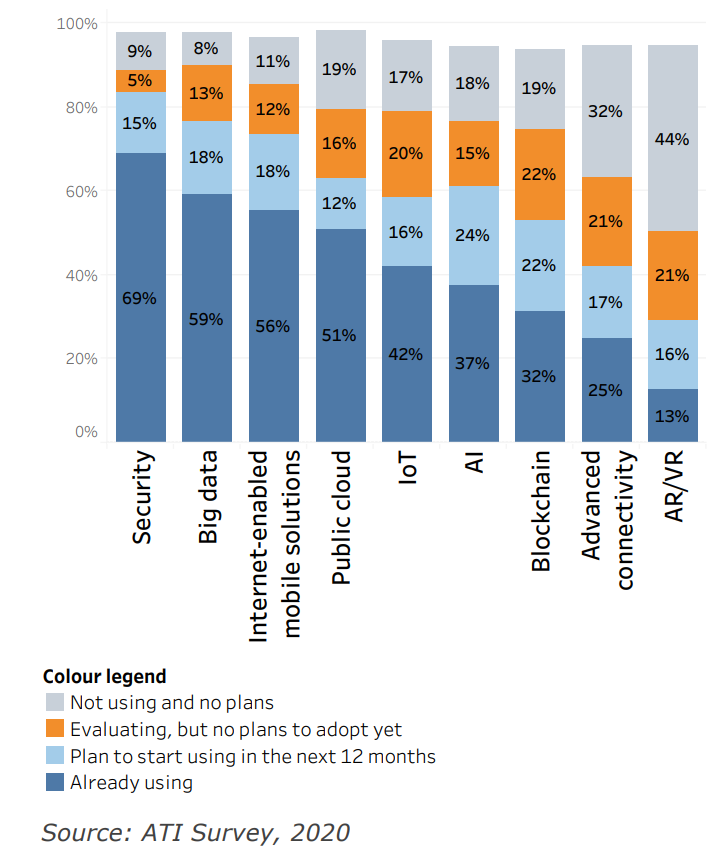 100%
80%
60%
40%
20%
0%
9%
5%
15%
69%
8%
13%
18%
59%
11%
12%
18%
56%
19%
16%
12%
51%
17%
20%
16%
42%
18%
15%
24%
37%
19%
22%
22%
32%
32%
21%
17%
25%
44%
21%
16%
13%
Security
Big data
Internet-enabled
mobile solutions
Public cloud
IoT
AI
Blockchain
Advanced
connectivity
AR/VR
Colour legend
Not using and no plans
Evaluating, but no plans to adopt yet
Plan to start using in the next 12 months
Already using
Source: ATI Survey, 2020